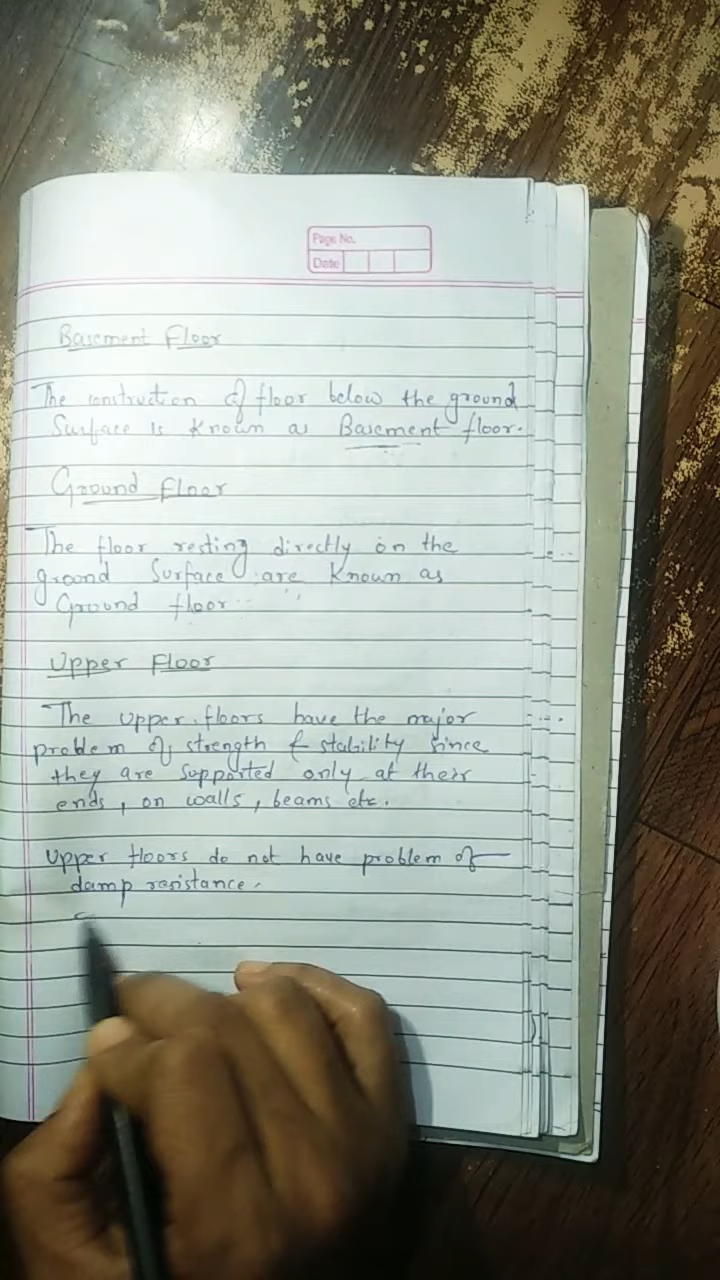 Page No.
Date
Basement Floor
The construction of floor below the ground
Surface is known as Basement floor.
Ground Floor
The floor resting directly on the
ground Surface are known as
Ground floor
Upper Floor
The upper floors have the major
problem of strength & stability since
they are supported only at their
ends, on walls, beams etc.
upper floors do not have problem of
damp resistance.